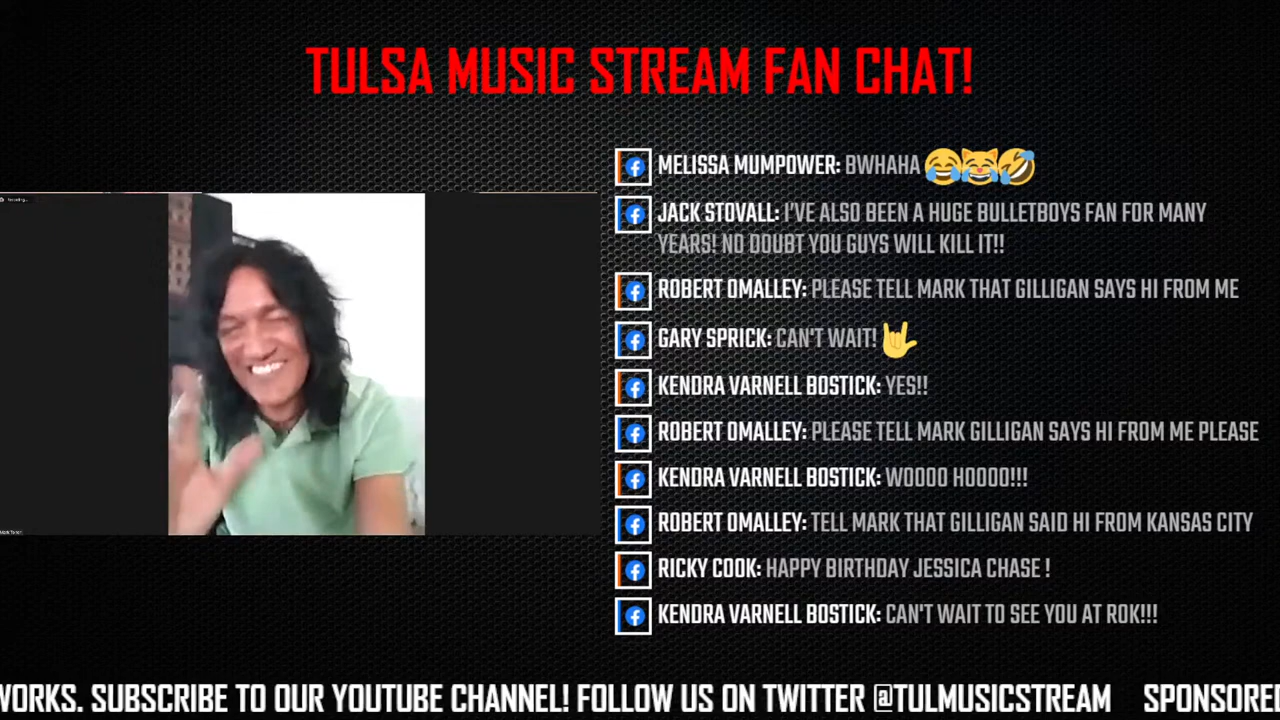 TULSA MUSIC STREAM FAN CHAT!
MELISSA MUMPOWER: BWHAHA 😂😹🤣
JACK STOVALL: I'VE ALSO BEEN A HUGE BULLETBOYS FAN FOR MANY
YEARS! NO DOUBT YOU GUYS WILL KILL IT!!
ROBERT OMALLEY: PLEASE TELL MARK THAT GILLIGAN SAYS HI FROM ME
GARY SPRICK: CAN'T WAIT! 🤟
KENDRA VARNELL BOSTICK: YES!!
ROBERT OMALLEY: PLEASE TELL MARK GILLIGAN SAYS HI FROM ME PLEASE
KENDRA VARNELL BOSTICK: WOOOO HOOOO!!!
ROBERT OMALLEY: TELL MARK THAT GILLIGAN SAID HI FROM KANSAS CITY
RICKY COOK: HAPPY BIRTHDAY JESSICA CHASE !
KENDRA VARNELL BOSTICK: CAN'T WAIT TO SEE YOU AT ROK!!!
WORKS. SUBSCRIBE TO OUR YOUTUBE CHANNEL! FOLLOW US ON TWITTER @TULMUSICSTREAM SPONSORED